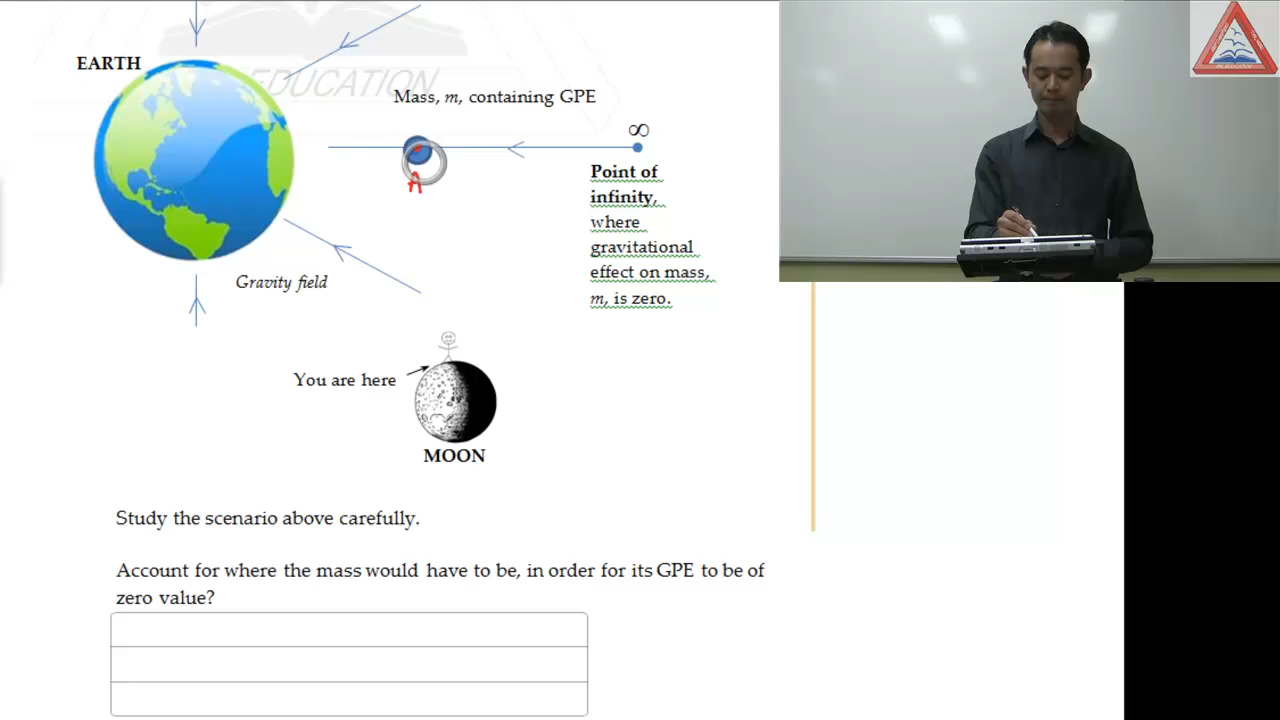 EDUCATION
EARTH
Mass, m, containing GPE
∞
A
Point of
infinity,
where
gravitational
effect on mass,
m, is zero.
Gravity field
You are here
MOON
Study the scenario above carefully.
Account for where the mass would have to be, in order for its GPE to be of
zero value?